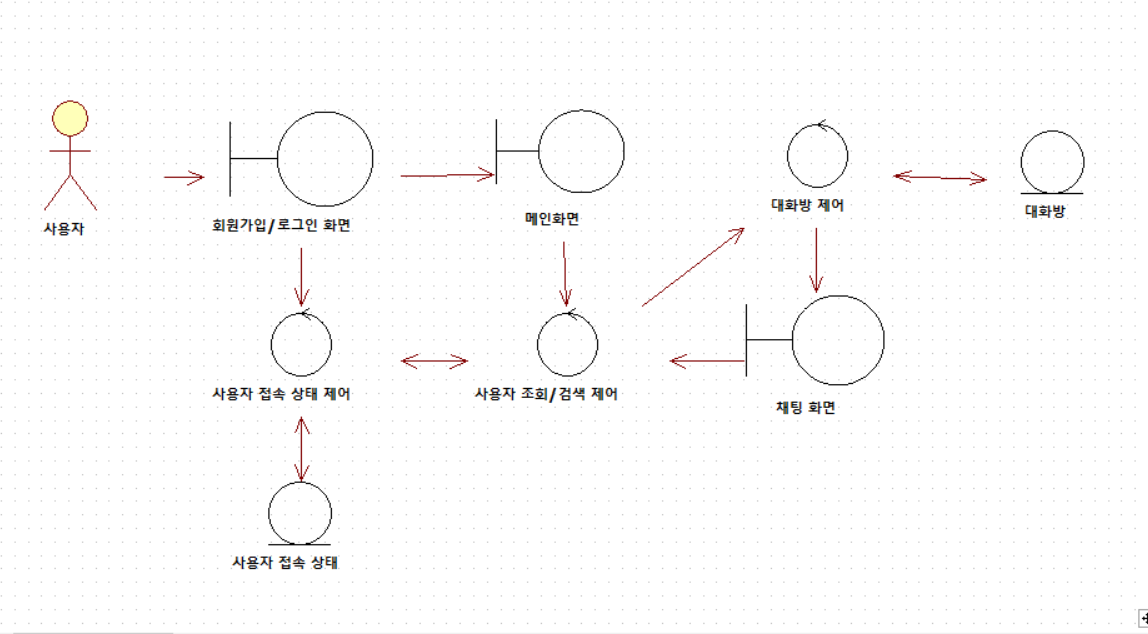 사용자
회원가입/로그인 화면
메인화면
대화방 제어
대화방
사용자 접속 상태 제어
사용자 조회/검색 제어
채팅 화면
사용자 접속 상태